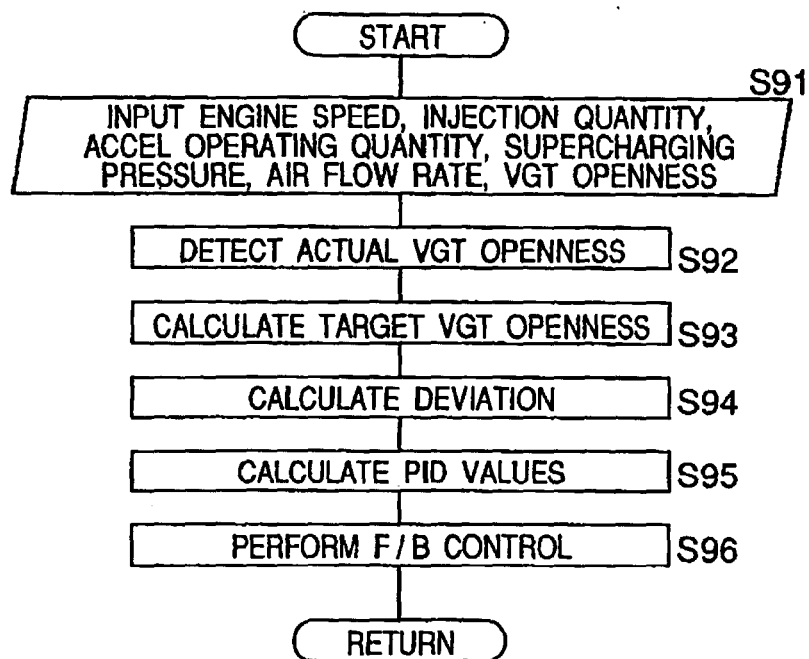 START
S91
INPUT ENGINE SPEED, INJECTION QUANTITY,
ACCEL OPERATING QUANTITY, SUPERCHARGING
PRESSURE, AIR FLOW RATE, VGT OPENNESS
DETECT ACTUAL VGT OPENNESS S92
CALCULATE TARGET VGT OPENNESS S93
CALCULATE DEVIATION S94
CALCULATE PID VALUES S95
PERFORM F/B CONTROL S96
RETURN